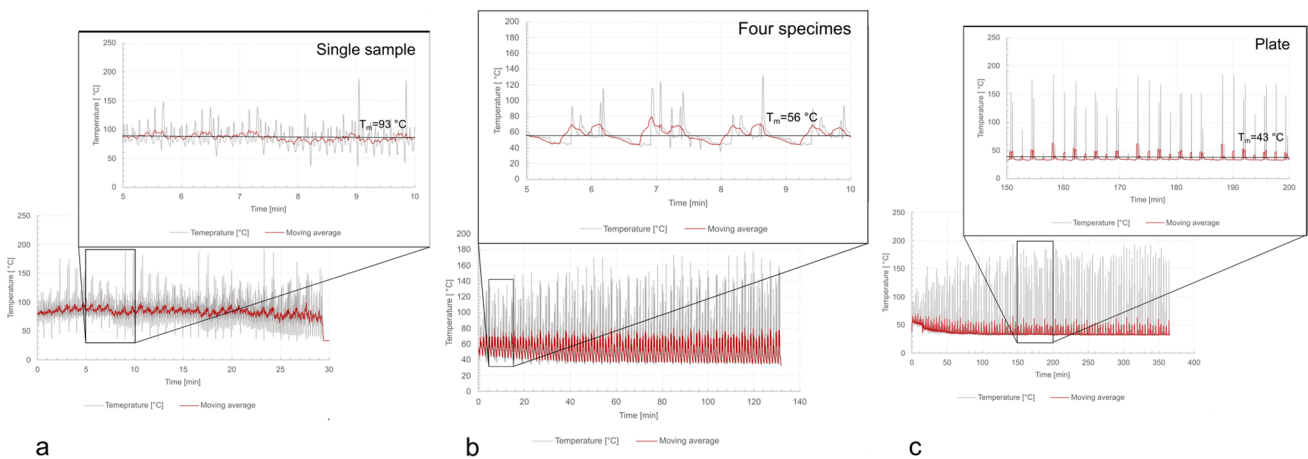 Single sample
250
200
150
100
50
0
Temperature [ °C]
T_m=93 °C
5 6 7 8 9 10
Time [min]
Temeprature [°C] Moving average
250
200
150
100
50
0
Temperature [ °C]
0 5 10 15 20 25 30
Time [min]
Temeprature [°C] Moving average
a
Four specimes
200
180
160
140
120
100
80
60
40
20
0
Temperature [ °C]
T_m=56 °C
5 6 7 8 9 10
Time [min]
Temperature [°C] Moving average
200
180
160
140
120
100
80
60
40
20
0
Temperature [ °C]
0 20 40 60 80 100 120 140
Time [min]
Temperature [°C] Moving average
b
Plate
250
200
150
100
50
0
Temperature [ °C]
T_m=43 °C
150 160 170 180 190 200
Time [min]
Temperature [°C] Moving average
250
200
150
100
50
0
Temperature [ °C]
0 50 100 150 200 250 300 350 400
Time [min]
Temperature [°C] Moving average
c